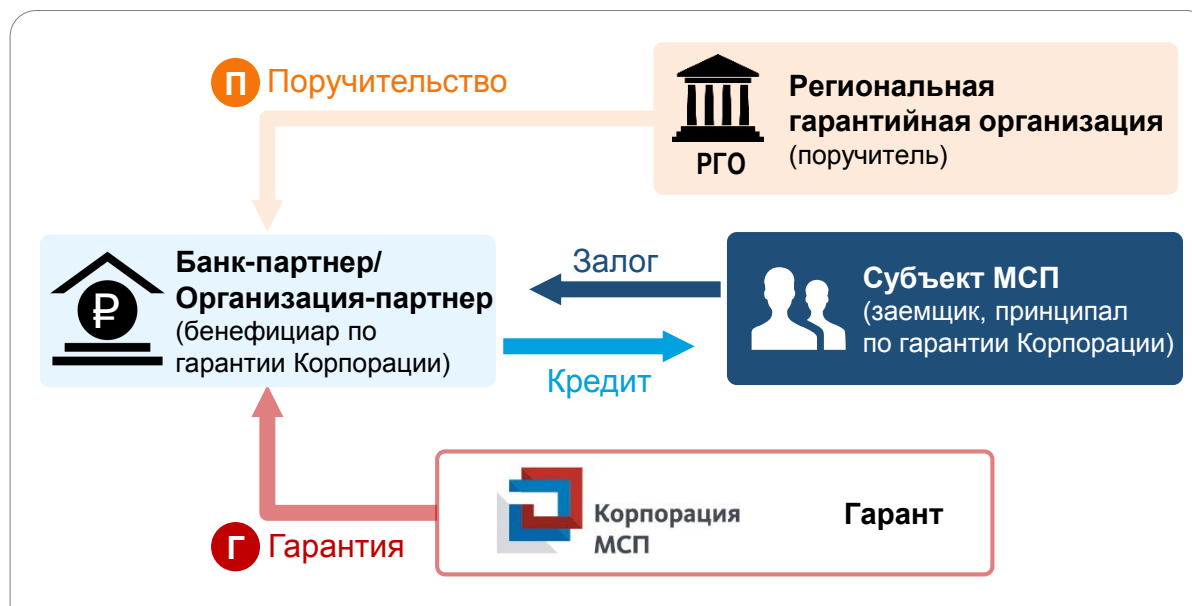 П Поручительство
Региональная
гарантийная организация
(поручитель)
РГО
Банк-партнер/
Организация-партнер
(бенефициар по
гарантии Корпорации)
₽
Залог
Кредит
Субъект МСП
(заемщик, принципал
по гарантии Корпорации)
Корпорация
МСП
Гарант
Г Гарантия